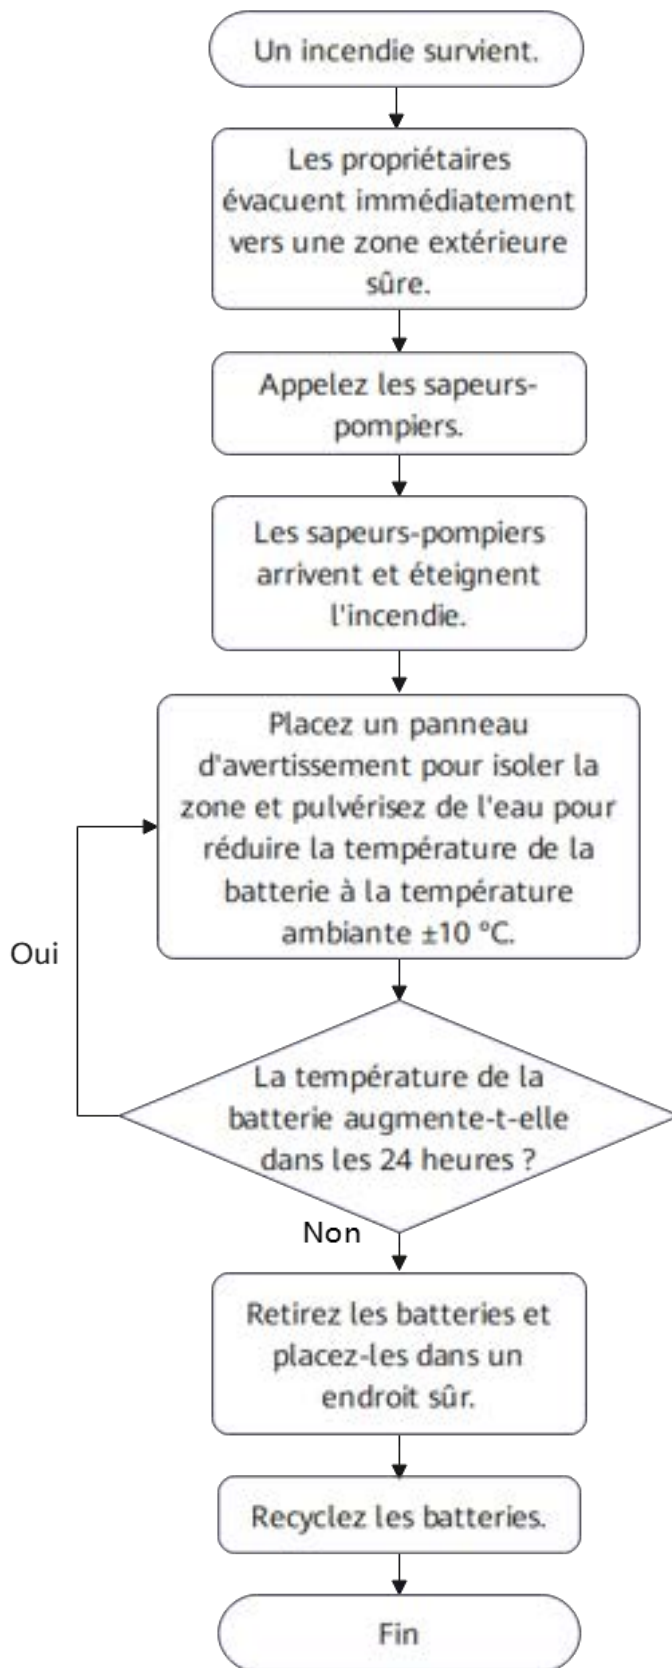 Un incendie survient.
Les propriétaires
évacuent immédiatement
vers une zone extérieure
sûre.
Appelez les sapeurs-
pompiers.
Les sapeurs-pompiers
arrivent et éteignent
l'incendie.
Placez un panneau
d'avertissement pour isoler la
zone et pulvérisez de l'eau pour
réduire la température de la
batterie à la température
ambiante ±10 °C.
Oui
La température de la
batterie augmente-t-elle
dans les 24 heures ?
Non
Retirez les batteries et
placez-les dans un
endroit sûr.
Recyclez les batteries.
Fin